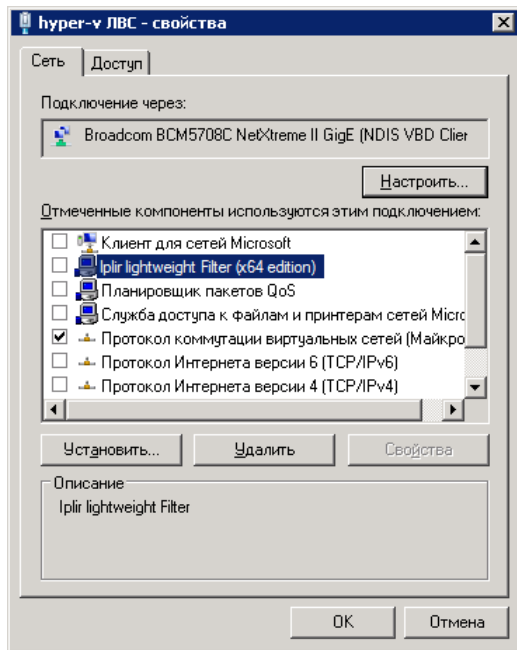 hyper-v ЛВС - свойства
Сеть
Доступ
Подключение через:
Broadcom BCM5708C NetXtreme II GigE (NDIS VBD Clier
Настроить...
Отмеченные компоненты используются этим подключением:
Клиент для сетей Microsoft
Iplir lightweight Filter (x64 edition)
Планировщик пакетов QoS
Служба доступа к файлам и принтерам сетей Micro
Протокол коммутации виртуальных сетей (Майкро
Протокол Интернета версии 6 (TCP/IPv6)
Протокол Интернета версии 4 (TCP/IPv4)
Установить...
Удалить
Свойства
Описание
Iplir lightweight Filter
OK
Отмена